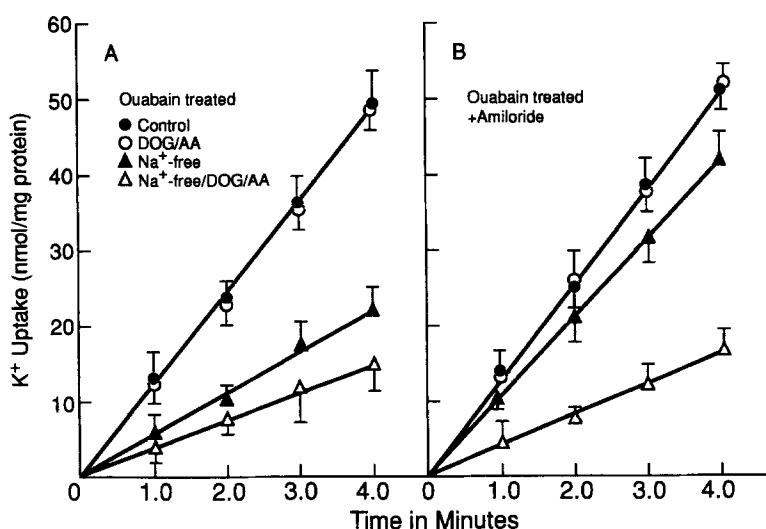 K⁺ Uptake (nmol/mg protein)
60
50
40
30
20
10
A
Ouabain treated
Control
DOG/AA
Na⁺-free
Na⁺-free/DOG/AA
0 1.0 2.0 3.0 4.0
B
Ouabain treated
+Amiloride
0 1.0 2.0 3.0 4.0
Time in Minutes